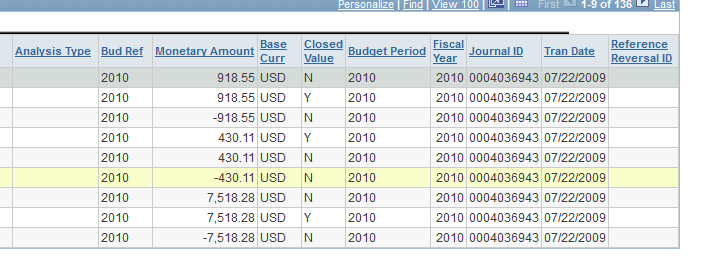 Personalize | Find | View 100 | | First 1-9 of 136 Last
Analysis Type Bud Ref Monetary Amount Base Curr Closed Value Budget Period Fiscal Year Journal ID Tran Date Reference Reversal ID
2010 918.55 USD N 2010 2010 0004036943 07/22/2009
2010 918.55 USD Y 2010 2010 0004036943 07/22/2009
2010 -918.55 USD N 2010 2010 0004036943 07/22/2009
2010 430.11 USD Y 2010 2010 0004036943 07/22/2009
2010 430.11 USD N 2010 2010 0004036943 07/22/2009
2010 -430.11 USD N 2010 2010 0004036943 07/22/2009
2010 7,518.28 USD N 2010 2010 0004036943 07/22/2009
2010 7,518.28 USD Y 2010 2010 0004036943 07/22/2009
2010 -7,518.28 USD N 2010 2010 0004036943 07/22/2009